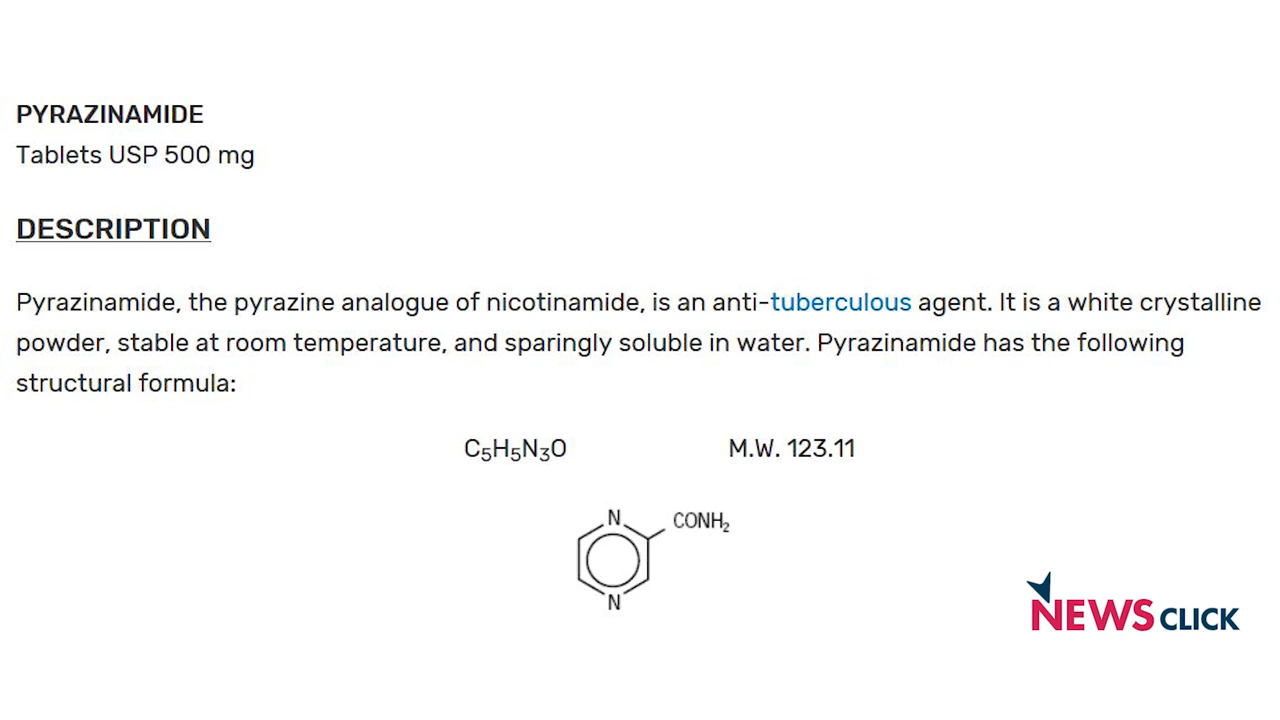 PYRAZINAMIDE
Tablets USP 500 mg
DESCRIPTION
Pyrazinamide, the pyrazine analogue of nicotinamide, is an anti-tuberculous agent. It is a white crystalline
powder, stable at room temperature, and sparingly soluble in water. Pyrazinamide has the following
structural formula:
C5H5N3O M.W. 123.11
N CONH2
N
NEWSCLICK